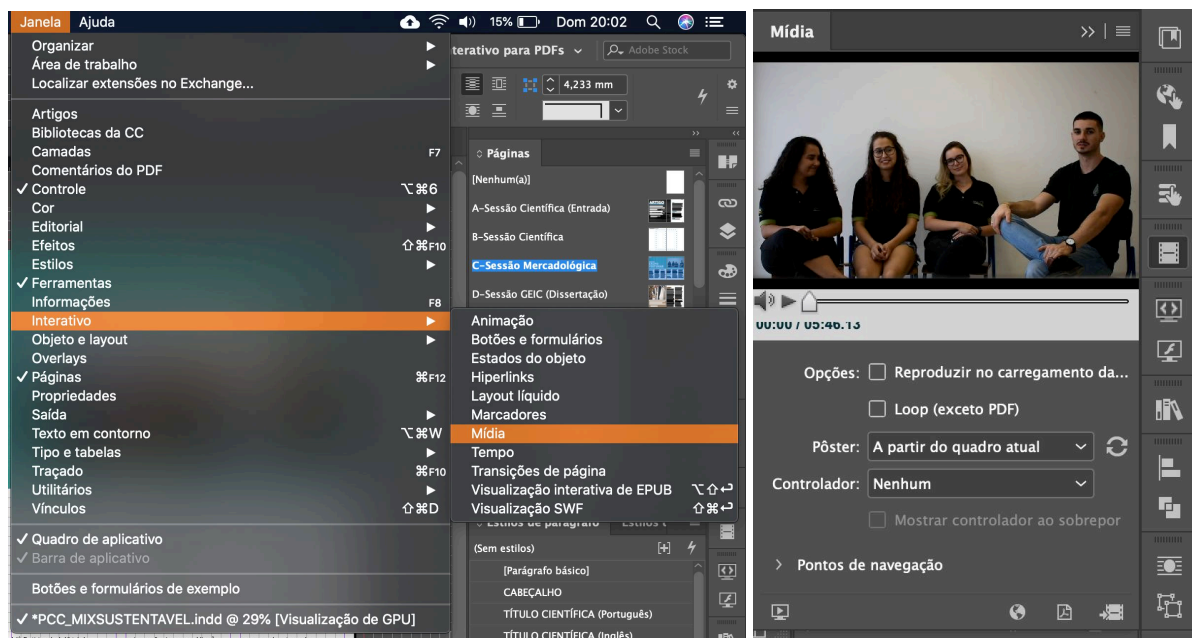 Janela Ajuda 15% Dom 20:02
Organizar
Área de trabalho
Localizar extensões no Exchange...
Artigos
Bibliotecas da CC
Camadas F7
Comentários do PDF
✓ Controle ⌥⌘6
Cor
Editorial
Efeitos ⇧⌘F10
Estilos
✓ Ferramentas
Informações F8
Interativo
Objeto e layout
Overlays
✓ Páginas ⌘F12
Propriedades
Saída
Texto em contorno ⌥⌘W
Tipo e tabelas
Traçado ⌘F10
Utilitários
Vínculos ⇧⌘D
✓ Quadro de aplicativo
✓ Barra de aplicativo
Botões e formulários de exemplo
✓ *PCC_MIXSUSTENTAVEL.indd @ 29% [Visualização de GPU]
terativo para PDFs Adobe Stock
4,233 mm
Páginas
[Nenhum(a)]
A-Sessão Científica (Entrada)
B-Sessão Científica
C-Sessão Mercadológica
D-Sessão GEIC (Dissertação)
Animação
Botões e formulários
Estados do objeto
Hiperlinks
Layout líquido
Marcadores
Mídia
Tempo
Transições de página
Visualização interativa de EPUB ⌥⇧↩
Visualização SWF ⇧⌘↩
Estilos de parágrafo Estilos
(Sem estilos)
[Parágrafo básico]
CABEÇALHO
TÍTULO CIENTÍFICA (Português)
TÍTULO CIENTÍFICA (Inglês)
Mídia
00:00 / 05:46.13
Opções: Reproduzir no carregamento da...
Loop (exceto PDF)
Pôster: A partir do quadro atual
Controlador: Nenhum
Mostrar controlador ao sobrepor
Pontos de navegação